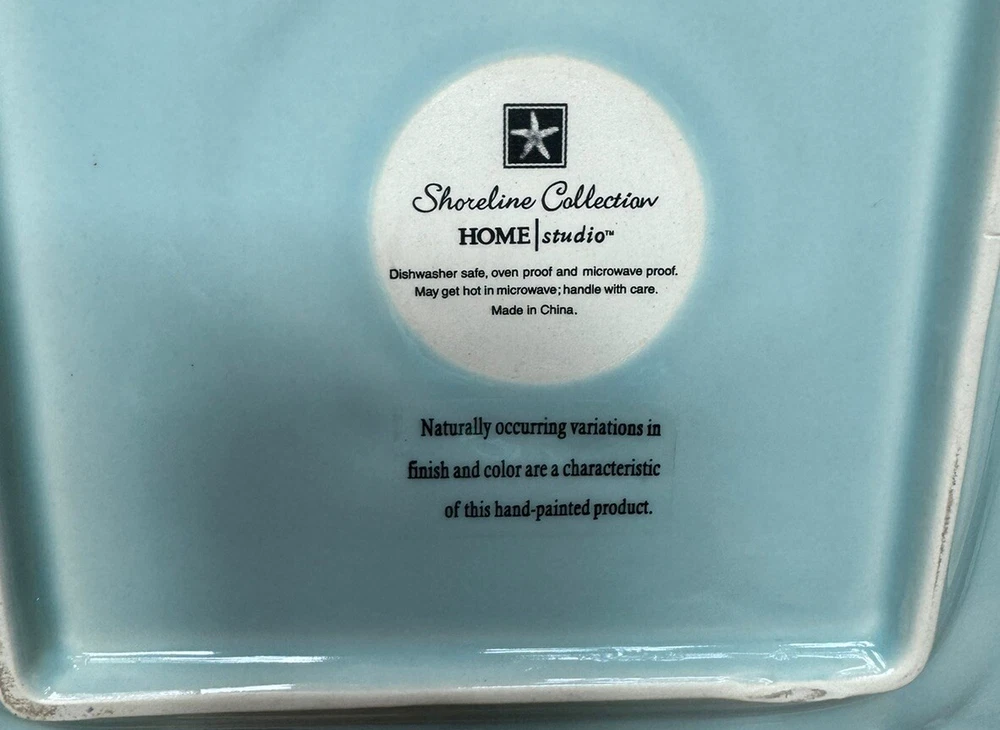 Shoreline Collection
HOME|studio™
Dishwasher safe, oven proof and microwave proof.
May get hot in microwave; handle with care.
Made in China.
Naturally occurring variations in
finish and color are a characteristic
of this hand-painted product.